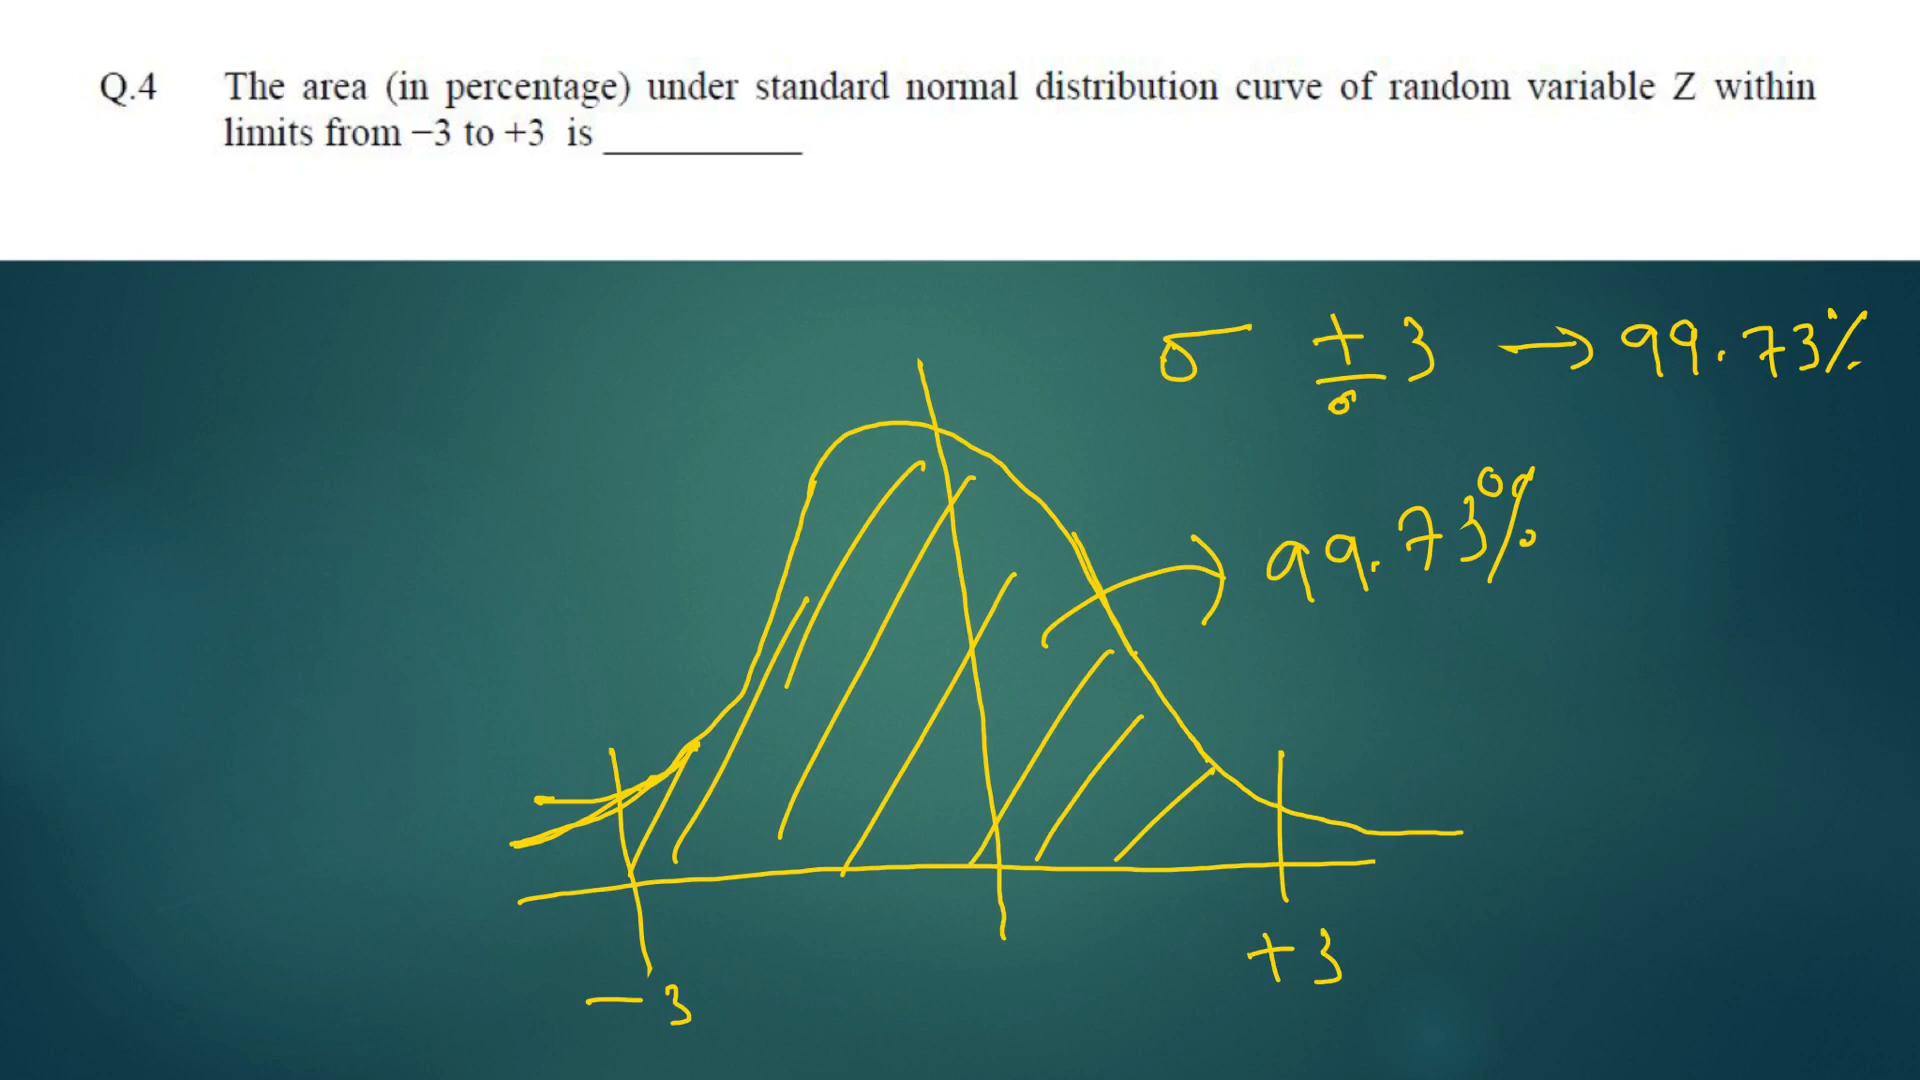 Q.4 The area (in percentage) under standard normal distribution curve of random variable Z within
limits from −3 to +3 is __________
σ ± 3 → 99.73%
σ
99.73%
+3
−3